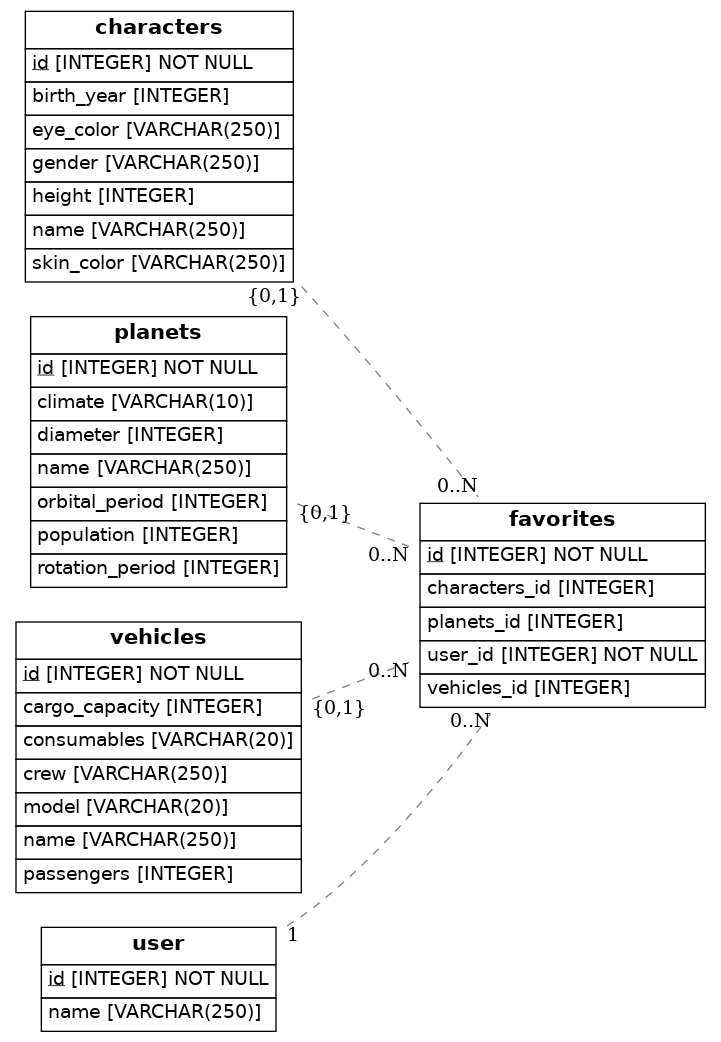 characters
id [INTEGER] NOT NULL
birth_year [INTEGER]
eye_color [VARCHAR(250)]
gender [VARCHAR(250)]
height [INTEGER]
name [VARCHAR(250)]
skin_color [VARCHAR(250)]
{0,1}
planets
id [INTEGER] NOT NULL
climate [VARCHAR(10)]
diameter [INTEGER]
name [VARCHAR(250)]
orbital_period [INTEGER]
population [INTEGER]
rotation_period [INTEGER]
{0,1}
0..N
0..N
favorites
id [INTEGER] NOT NULL
characters_id [INTEGER]
planets_id [INTEGER]
user_id [INTEGER] NOT NULL
vehicles_id [INTEGER]
vehicles
id [INTEGER] NOT NULL
cargo_capacity [INTEGER]
consumables [VARCHAR(20)]
crew [VARCHAR(250)]
model [VARCHAR(20)]
name [VARCHAR(250)]
passengers [INTEGER]
0..N
{0,1}
0..N
user
id [INTEGER] NOT NULL
name [VARCHAR(250)]
1